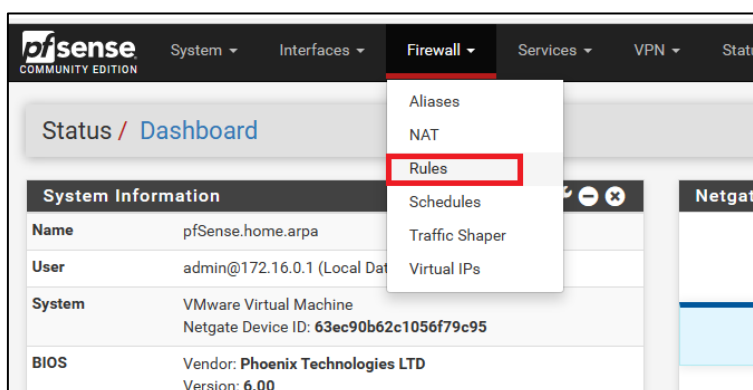 pfsense System Interfaces Firewall Services VPN Stat
COMMUNITY EDITION
Aliases
Status / Dashboard
NAT
Rules
System Information
Netgat
Schedules
Name pfSense.home.arpa
Traffic Shaper
User admin@172.16.0.1 (Local Dat
Virtual IPs
System VMware Virtual Machine
Netgate Device ID: 63ec90b62c1056f79c95
BIOS Vendor: Phoenix Technologies LTD
Version: 6.00